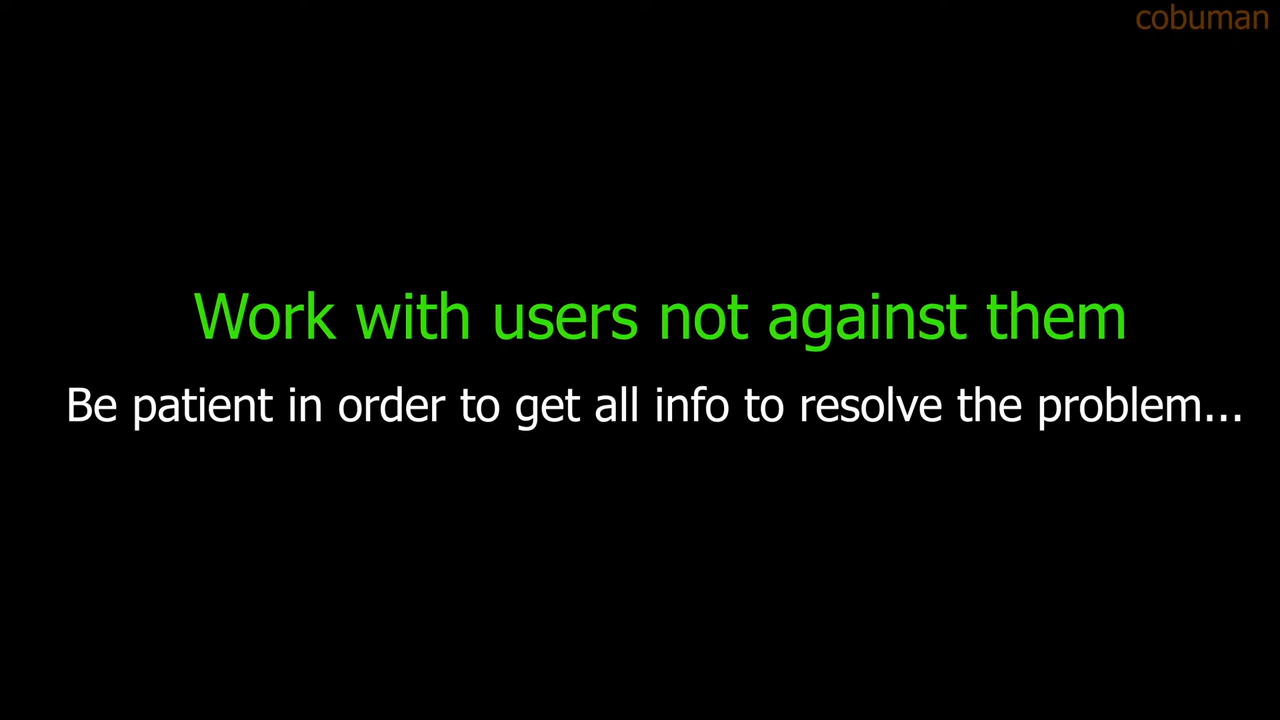 cobuman
Work with users not against them
Be patient in order to get all info to resolve the problem...